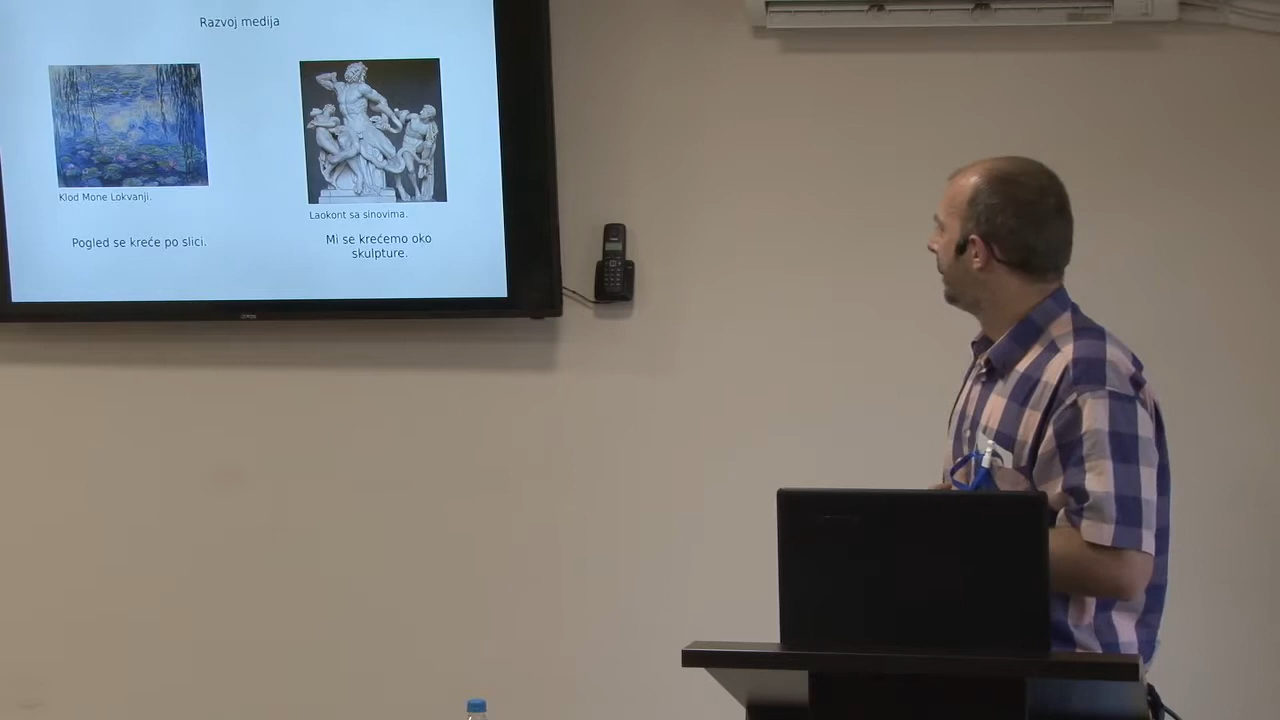 Razvoj medija
Klod Mone Lokvanji.
Laokont sa sinovima.
Pogled se kreće po slici.
Mi se krećemo oko
skulpture.